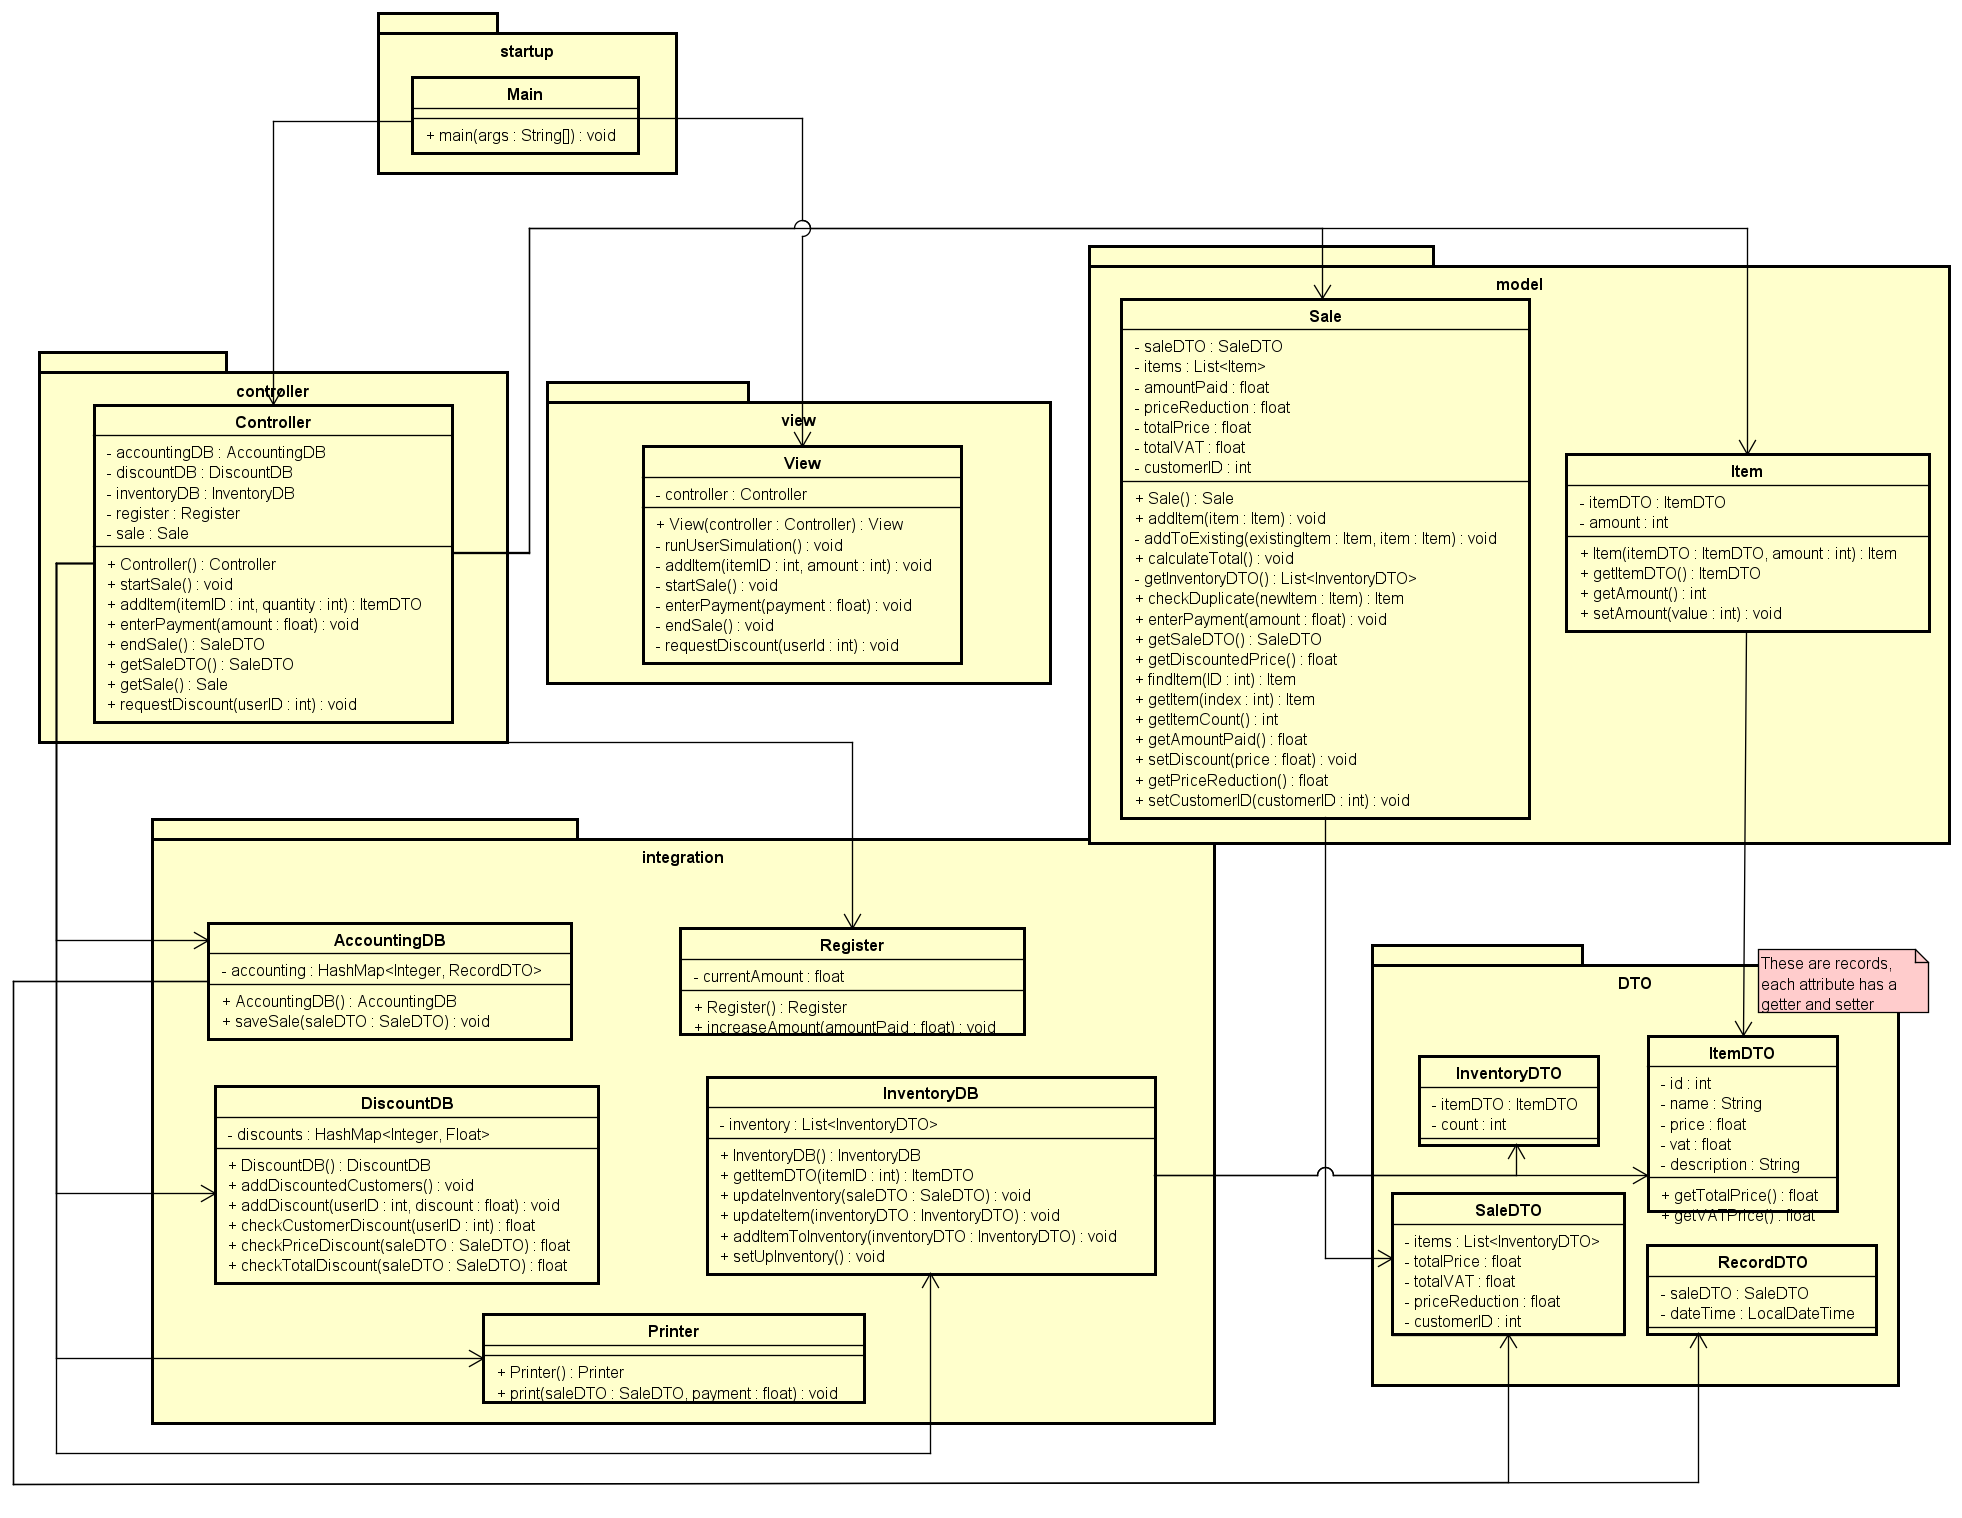 startup
Main
+ main(args : String[]) : void
controller
Controller
- accountingDB : AccountingDB
- discountDB : DiscountDB
- inventoryDB : InventoryDB
- register : Register
- sale : Sale
+ Controller() : Controller
+ startSale() : void
+ addItem(itemID : int, quantity : int) : ItemDTO
+ enterPayment(amount : float) : void
+ endSale() : SaleDTO
+ getSaleDTO() : SaleDTO
+ getSale() : Sale
+ requestDiscount(userID : int) : void
view
View
- controller : Controller
+ View(controller : Controller) : View
- runUserSimulation() : void
- addItem(itemID : int, amount : int) : void
- startSale() : void
- enterPayment(payment : float) : void
- endSale() : void
- requestDiscount(userId : int) : void
model
Sale
- saleDTO : SaleDTO
- items : List<Item>
- amountPaid : float
- priceReduction : float
- totalPrice : float
- totalVAT : float
- customerID : int
+ Sale() : Sale
+ addItem(item : Item) : void
- addToExisting(existingItem : Item, item : Item) : void
+ calculateTotal() : void
- getInventoryDTO() : List<InventoryDTO>
+ checkDuplicate(newItem : Item) : Item
+ enterPayment(amount : float) : void
+ getSaleDTO() : SaleDTO
+ getDiscountedPrice() : float
+ findItem(ID : int) : Item
+ getItem(index : int) : Item
+ getItemCount() : int
+ getAmountPaid() : float
+ setDiscount(price : float) : void
+ getPriceReduction() : float
+ setCustomerID(customerID : int) : void
Item
- itemDTO : ItemDTO
- amount : int
+ Item(itemDTO : ItemDTO, amount : int) : Item
+ getItemDTO() : ItemDTO
+ getAmount() : int
+ setAmount(value : int) : void
integration
AccountingDB
- accounting : HashMap<Integer, RecordDTO>
+ AccountingDB() : AccountingDB
+ saveSale(saleDTO : SaleDTO) : void
Register
- currentAmount : float
+ Register() : Register
+ increaseAmount(amountPaid : float) : void
DiscountDB
- discounts : HashMap<Integer, Float>
+ DiscountDB() : DiscountDB
+ addDiscountedCustomers() : void
+ addDiscount(userID : int, discount : float) : void
+ checkCustomerDiscount(userID : int) : float
+ checkPriceDiscount(saleDTO : SaleDTO) : float
+ checkTotalDiscount(saleDTO : SaleDTO) : float
InventoryDB
- inventory : List<InventoryDTO>
+ InventoryDB() : InventoryDB
+ getItemDTO(itemID : int) : ItemDTO
+ updateInventory(saleDTO : SaleDTO) : void
+ updateItem(inventoryDTO : InventoryDTO) : void
+ addItemToInventory(inventoryDTO : InventoryDTO) : void
+ setUpInventory() : void
Printer
+ Printer() : Printer
+ print(saleDTO : SaleDTO, payment : float) : void
DTO
These are records,
each attribute has a
getter and setter
InventoryDTO
- itemDTO : ItemDTO
- count : int
ItemDTO
- id : int
- name : String
- price : float
- vat : float
- description : String
+ getTotalPrice() : float
+ getVATPrice() : float
SaleDTO
- items : List<InventoryDTO>
- totalPrice : float
- totalVAT : float
- priceReduction : float
- customerID : int
RecordDTO
- saleDTO : SaleDTO
- dateTime : LocalDateTime